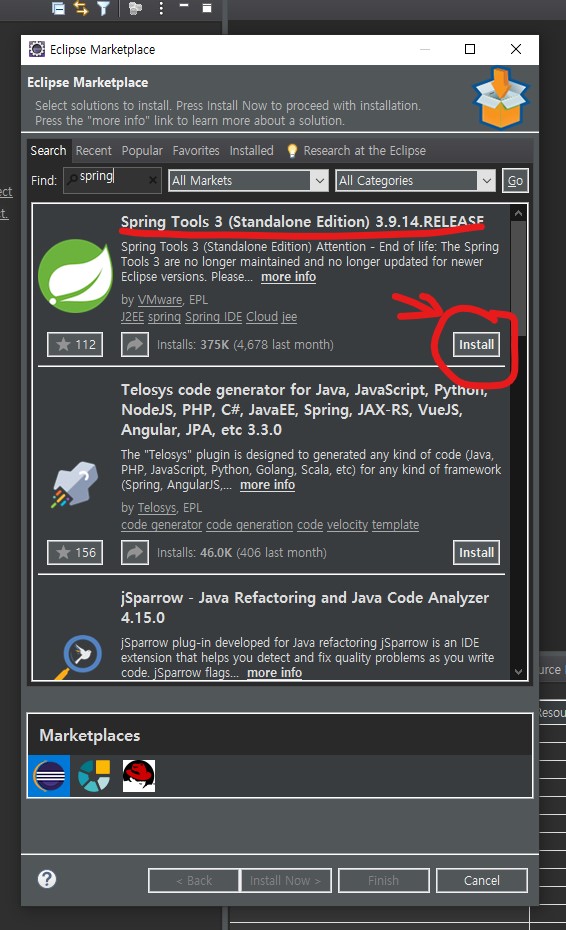 Eclipse Marketplace
Eclipse Marketplace
Select solutions to install. Press Install Now to proceed with installation.
Press the "more info" link to learn more about a solution.
Search Recent Popular Favorites Installed Research at the Eclipse
Find: spring All Markets All Categories Go
Spring Tools 3 (Standalone Edition) 3.9.14.RELEASE
Spring Tools 3 (Standalone Edition) Attention - End of life: The Spring
Tools 3 are no longer maintained and no longer updated for newer
Eclipse versions. Please... more info
by VMware, EPL
J2EE spring Spring IDE Cloud jee
112 Installs: 375K (4,678 last month) Install
Telosys code generator for Java, JavaScript, Python,
NodeJS, PHP, C#, JavaEE, Spring, JAX-RS, VueJS,
Angular, JPA, etc 3.3.0
The "Telosys" plugin is designed to generated any kind of code (Java,
PHP, JavaScript, Python, Golang, Scala, etc) for any kind of framework
(Spring, AngularJS,... more info
by Telosys, EPL
code generator code generation code velocity template
156 Installs: 46.0K (406 last month) Install
jSparrow - Java Refactoring and Java Code Analyzer
4.15.0
jSparrow plug-in developed for Java refactoring jSparrow is an IDE
extension that helps you detect and fix quality problems as you write
code. jSparrow flags... more info
Marketplaces
< Back Install Now > Finish Cancel